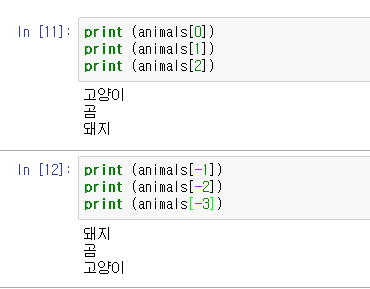 In [11]: print (animals[0])
print (animals[1])
print (animals[2])
고양이
곰
돼지
In [12]: print (animals[-1])
print (animals[-2])
print (animals[-3])
돼지
곰
고양이